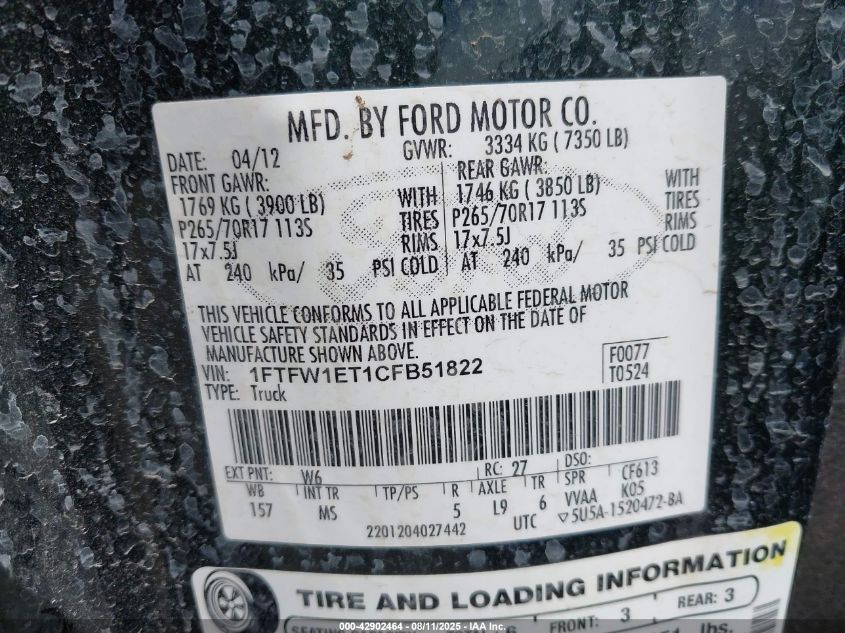 MFD. BY FORD MOTOR CO.
DATE: 04/12 GVWR: 3334 KG ( 7350 LB)
FRONT GAWR: REAR GAWR:
1769 KG ( 3900 LB) WITH 1746 KG ( 3850 LB) WITH
P265/70R17 113S TIRES P265/70R17 113S TIRES
17x7.5J RIMS 17x7.5J RIMS
AT 240 kPa/ 35 PSI COLD AT 240 kPa/ 35 PSI COLD
THIS VEHICLE CONFORMS TO ALL APPLICABLE FEDERAL MOTOR
VEHICLE SAFETY STANDARDS IN EFFECT ON THE DATE OF
MANUFACTURE SHOWN ABOVE.
VIN: 1FTFW1ET1CFB51822 F0077
TYPE: Truck T0524
EXT PNT: W6 RC: 27 DSO:
WB INT TR TP/PS R AXLE TR SPR CF613
157 MS 5 L9 6 VVAA K05
2201204027442 UTC ▽5U5A-1520472-BA
TIRE AND LOADING INFORMATION
FRONT: 3 REAR: 3
lbs.
000-42902464 - 08/11/2025 - IAA Inc.